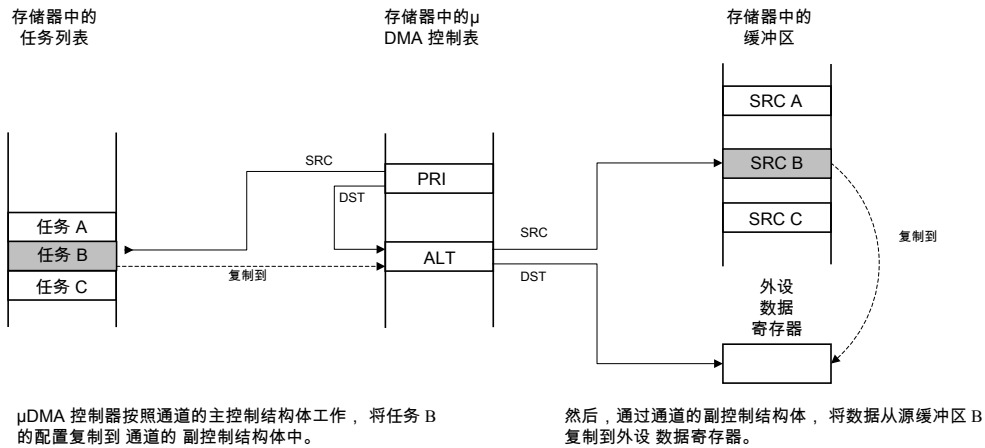 存储器中的
任务列表
存储器中的μ
DMA 控制表
存储器中的
缓冲区
SRC A
SRC
PRI
DST
SRC
SRC B
SRC C
复制到
任务 A
任务 B
任务 C
复制到
ALT
DST
外设
数据
寄存器
μDMA 控制器按照通道的主控制结构体工作， 将任务 B
的配置复制到 通道的 副控制结构体中。
然后，通过通道的副控制结构体， 将数据从源缓冲区 B
复制到外设 数据寄存器。